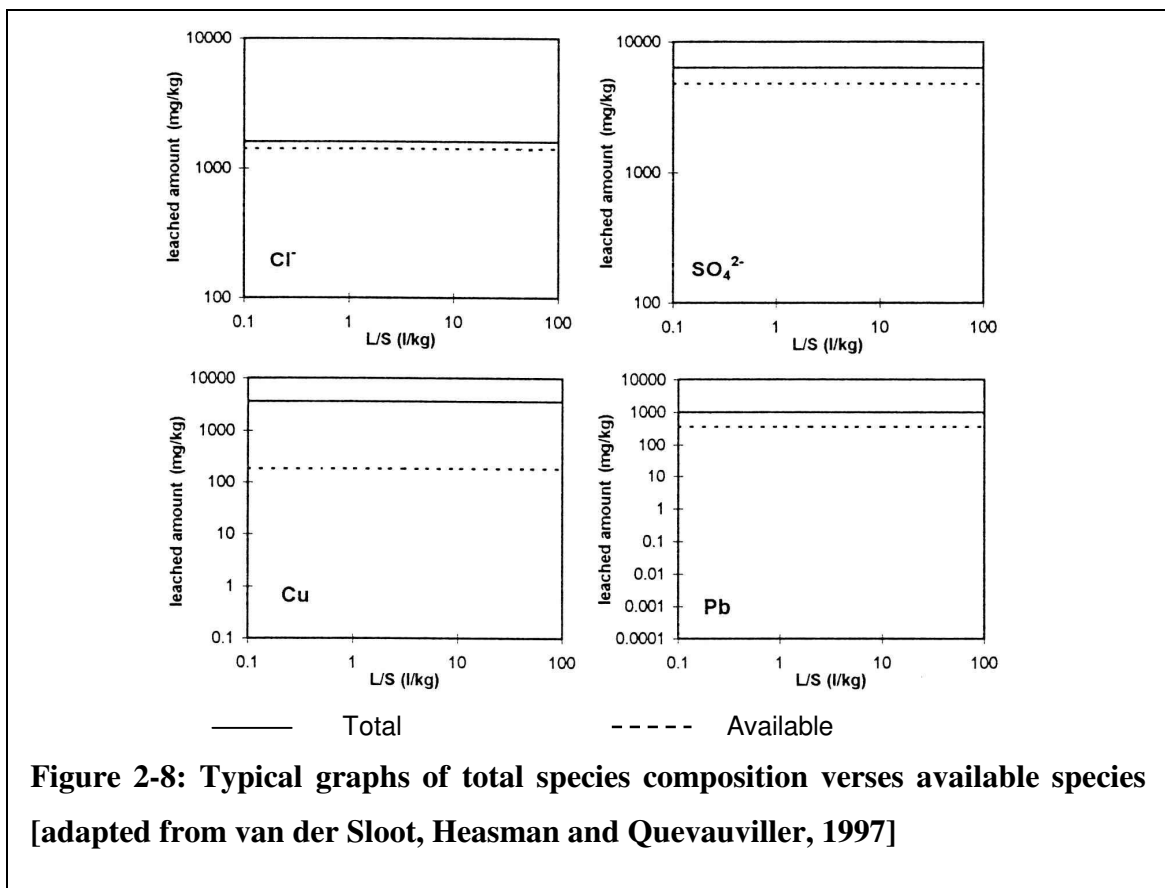 10000
1000
100
leached amount (mg/kg)
Cl⁻
0.1 1 10 100
L/S (l/kg)
10000
1000
100
leached amount (mg/kg)
SO₄²⁻
0.1 1 10 100
L/S (l/kg)
10000
1000
100
10
1
0.1
leached amount (mg/kg)
Cu
0.1 1 10 100
L/S (l/kg)
10000
1000
100
10
1
0.1
0.01
0.001
0.0001
leached amount (mg/kg)
Pb
0.1 1 10 100
L/S (l/kg)
Total Available
Figure 2-8: Typical graphs of total species composition verses available species
[adapted from van der Sloot, Heasman and Quevauviller, 1997]